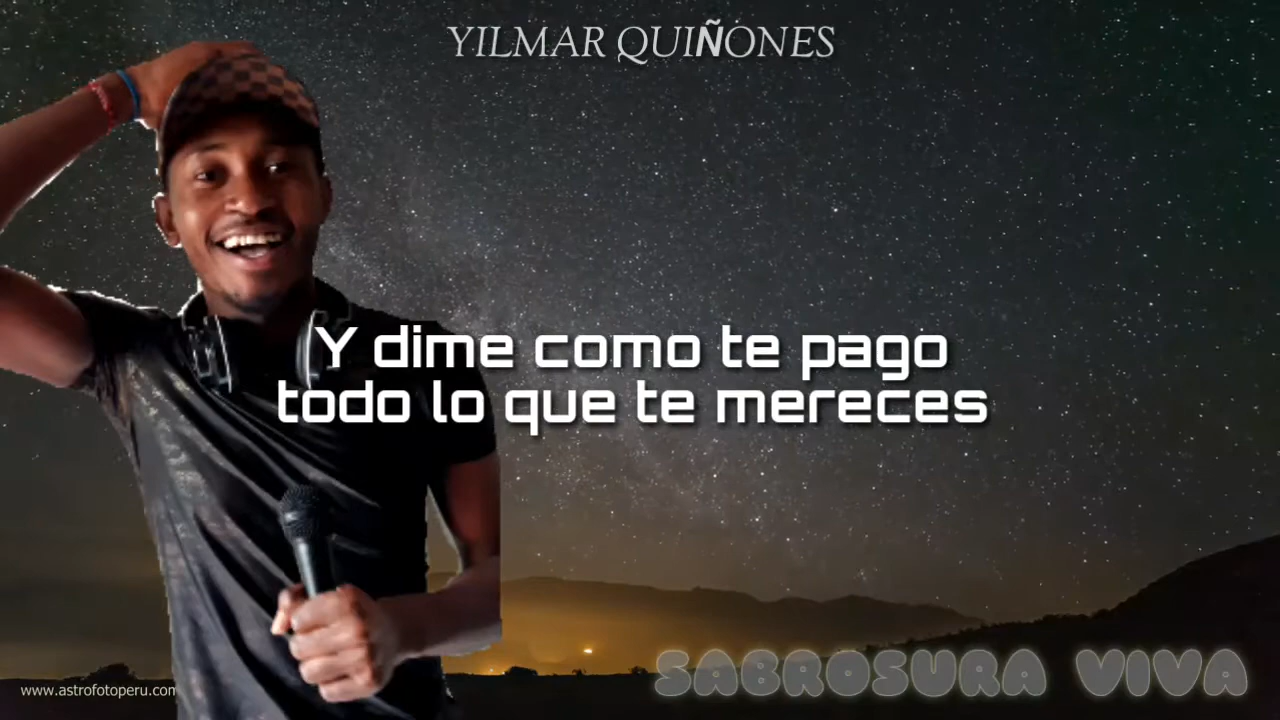 YILMAR QUIÑONES
Y dime como te pago
todo lo que te mereces
www.astrofotoperu.com
SABROSURA VIVA